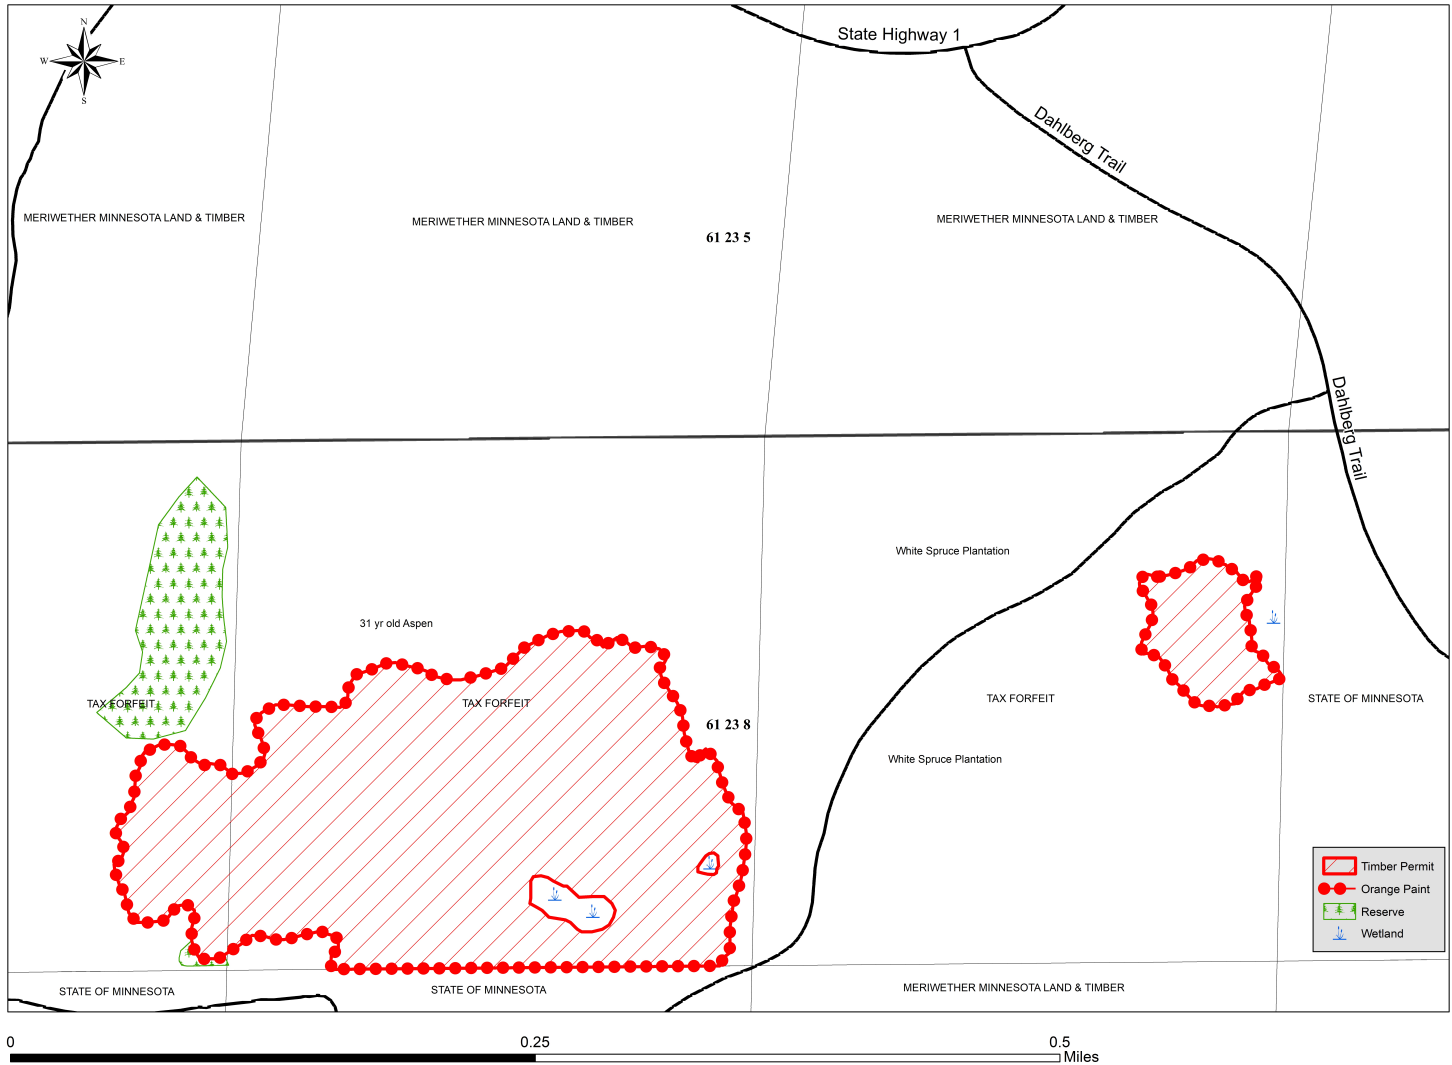 N
W E
S
State Highway 1
Dahlberg Trail
MERIWETHER MINNESOTA LAND & TIMBER
MERIWETHER MINNESOTA LAND & TIMBER
61 23 5
MERIWETHER MINNESOTA LAND & TIMBER
Dahlberg Trail
White Spruce Plantation
31 yr old Aspen
TAX FORFEIT
TAX FORFEIT
61 23 8
TAX FORFEIT
STATE OF MINNESOTA
White Spruce Plantation
Timber Permit
Orange Paint
Reserve
Wetland
STATE OF MINNESOTA
STATE OF MINNESOTA
MERIWETHER MINNESOTA LAND & TIMBER
0 0.25 0.5
Miles